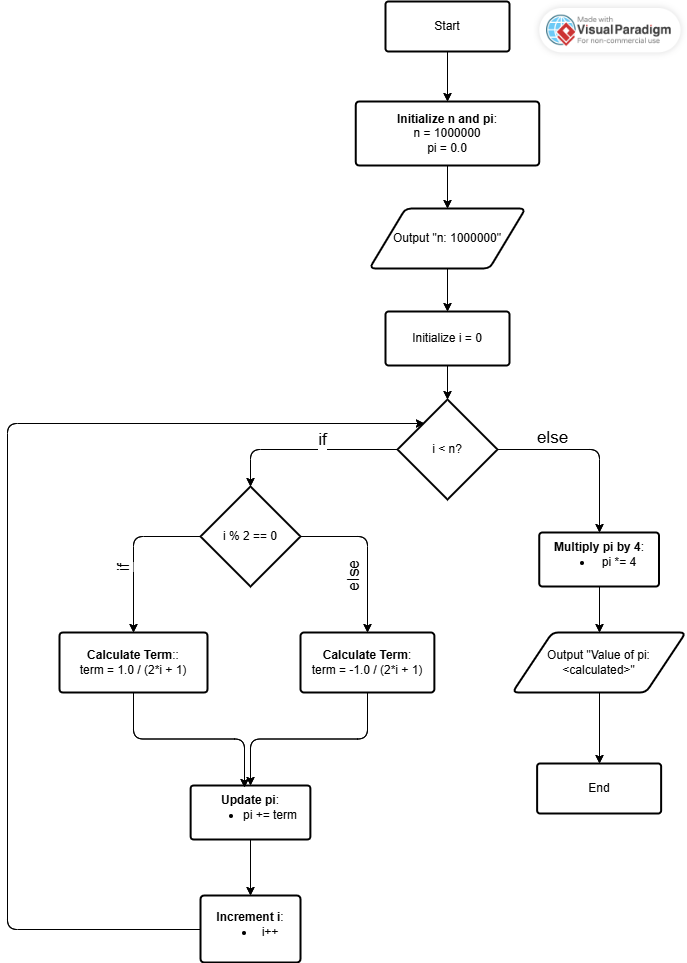 Made with
VisualParadigm
For non-commercial use
Start
Initialize n and pi:
n = 1000000
pi = 0.0
Output "n: 1000000"
Initialize i = 0
i < n?
if
else
i % 2 == 0
if
else
Multiply pi by 4:
• pi *= 4
Calculate Term::
term = 1.0 / (2*i + 1)
Calculate Term:
term = -1.0 / (2*i + 1)
Output "Value of pi:
<calculated>"
Update pi:
• pi += term
End
Increment i:
• i++